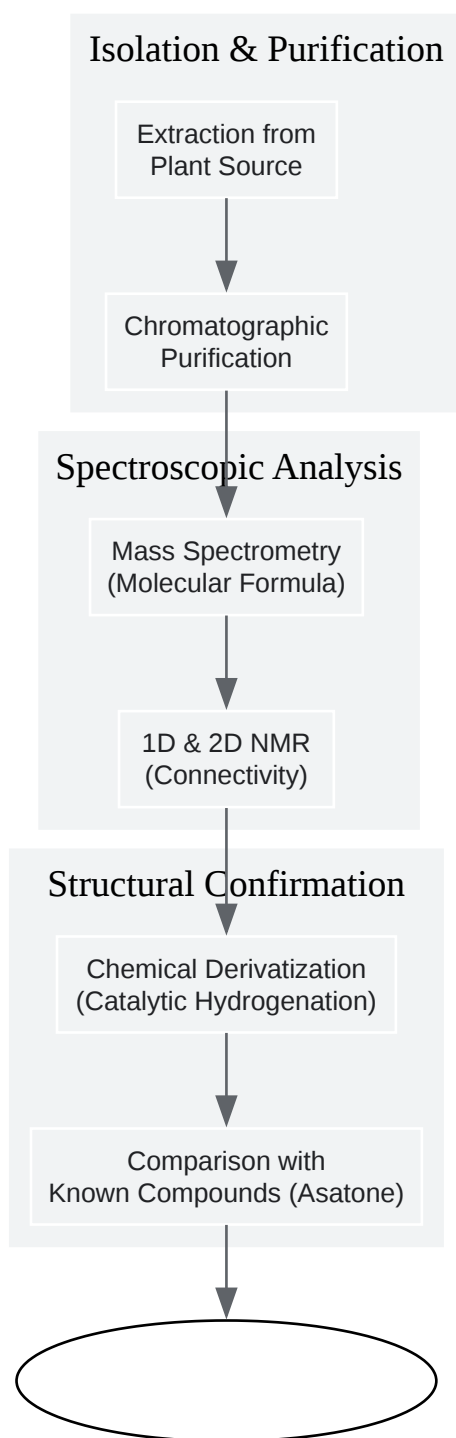 Isolation & Purification
Extraction from
Plant Source
Chromatographic
Purification
Spectroscopic Analysis
Mass Spectrometry
(Molecular Formula)
1D & 2D NMR
(Connectivity)
Structural Confirmation
Chemical Derivatization
(Catalytic Hydrogenation)
Comparison with
Known Compounds (Asatone)